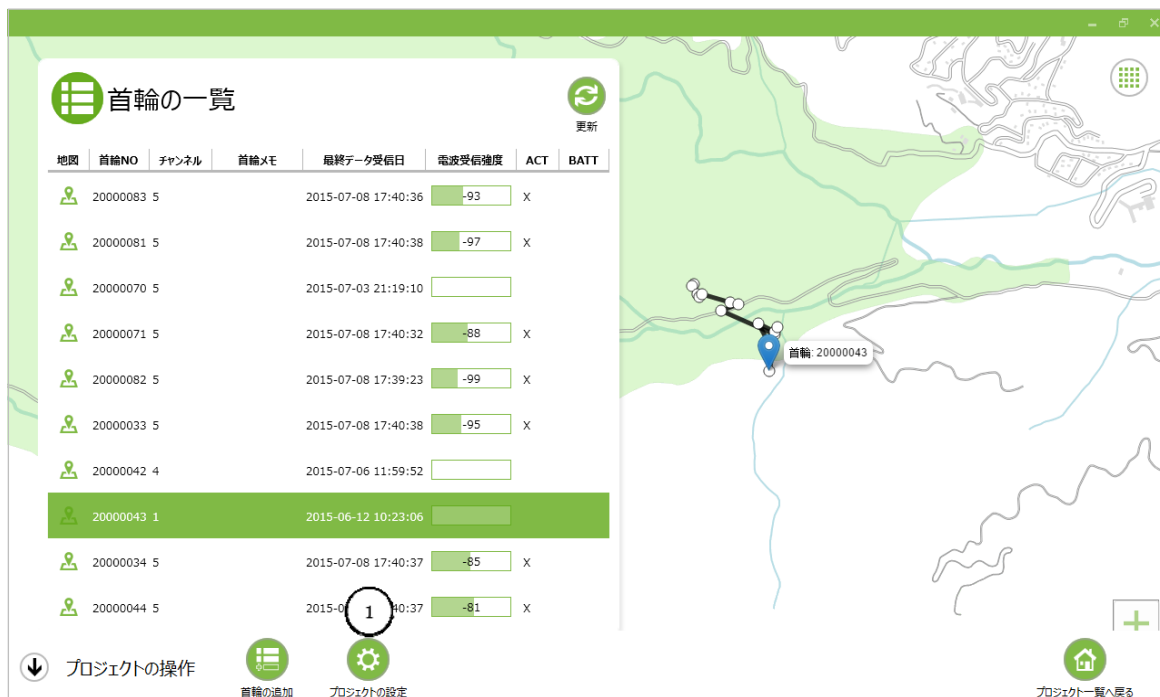 首輪の一覧
更新
地図 首輪NO チャンネル 首輪メモ 最終データ受信日 電波受信強度 ACT BATT
20000083 5 2015-07-08 17:40:36 -93 X
20000081 5 2015-07-08 17:40:38 -97 X
20000070 5 2015-07-03 21:19:10
20000071 5 2015-07-08 17:40:32 -88 X
20000082 5 2015-07-08 17:39:23 -99 X
20000033 5 2015-07-08 17:40:38 -95 X
20000042 4 2015-07-06 11:59:52
20000043 1 2015-06-12 10:23:06
20000034 5 2015-07-08 17:40:37 -85 X
20000044 5 2015-0 40:37 -81 X
首輪: 20000043
1
プロジェクトの操作
首輪の追加
プロジェクトの設定
プロジェクト一覧へ戻る